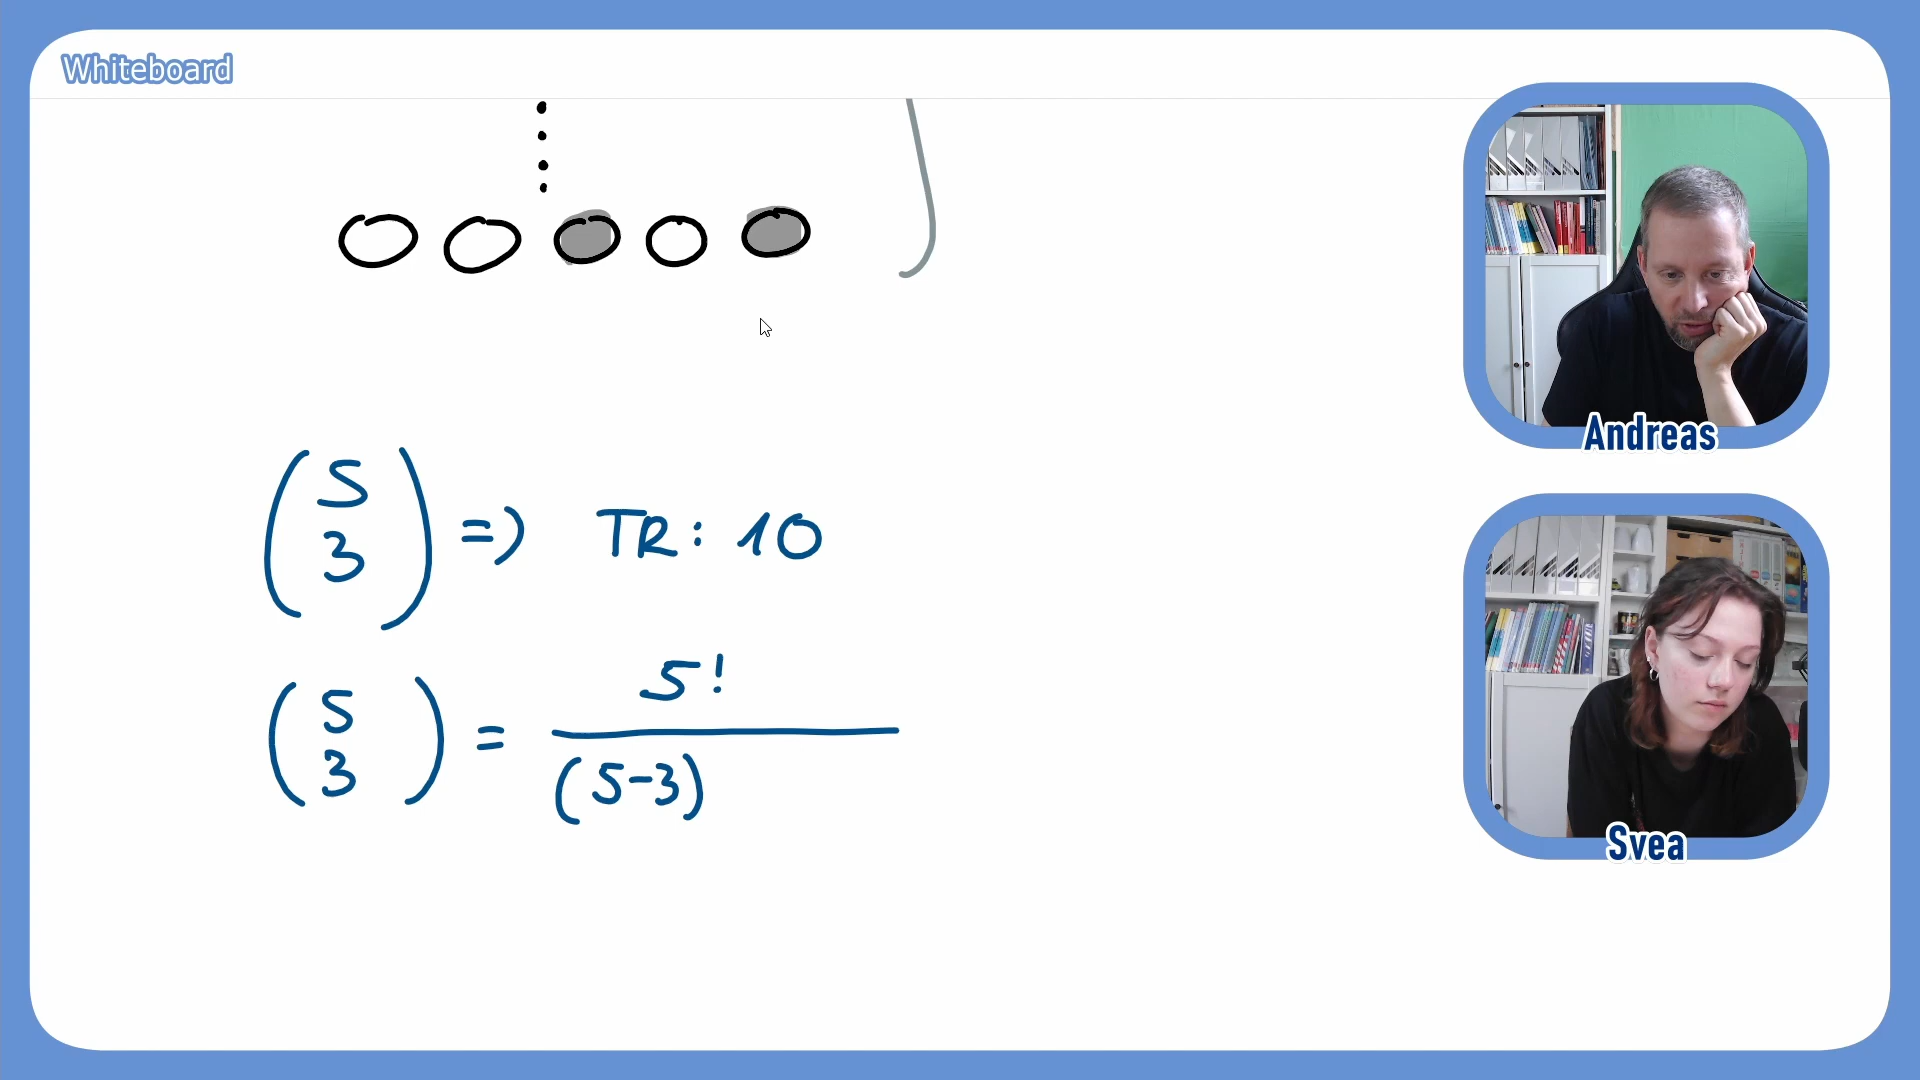 Whiteboard
Andreas
(5
3) => TR: 10
(5
3) = 5!
(5-3)
Svea